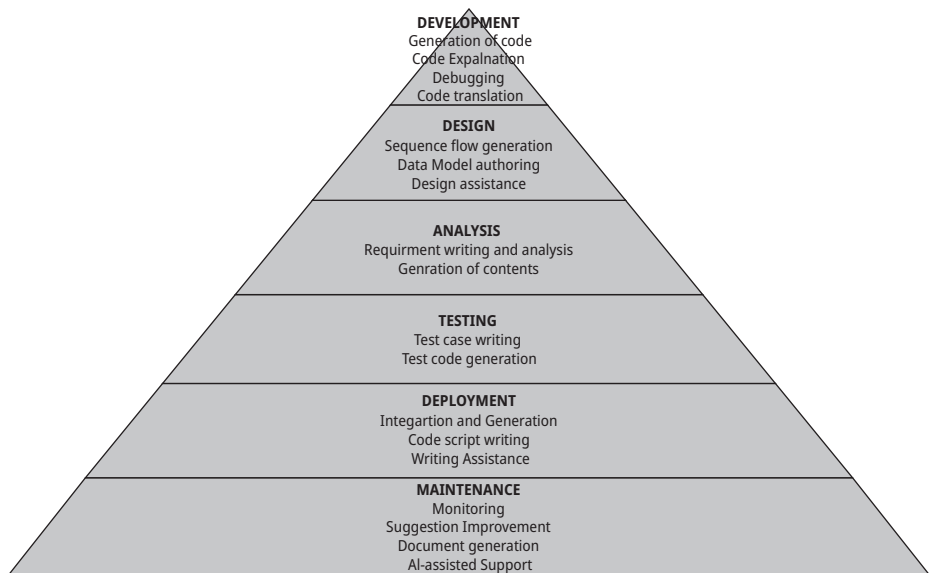 DEVELOPMENT
Generation of code
Code Expalnation
Debugging
Code translation
DESIGN
Sequence flow generation
Data Model authoring
Design assistance
ANALYSIS
Requirment writing and analysis
Genration of contents
TESTING
Test case writing
Test code generation
DEPLOYMENT
Integartion and Generation
Code script writing
Writing Assistance
MAINTENANCE
Monitoring
Suggestion Improvement
Document generation
Al-assisted Support